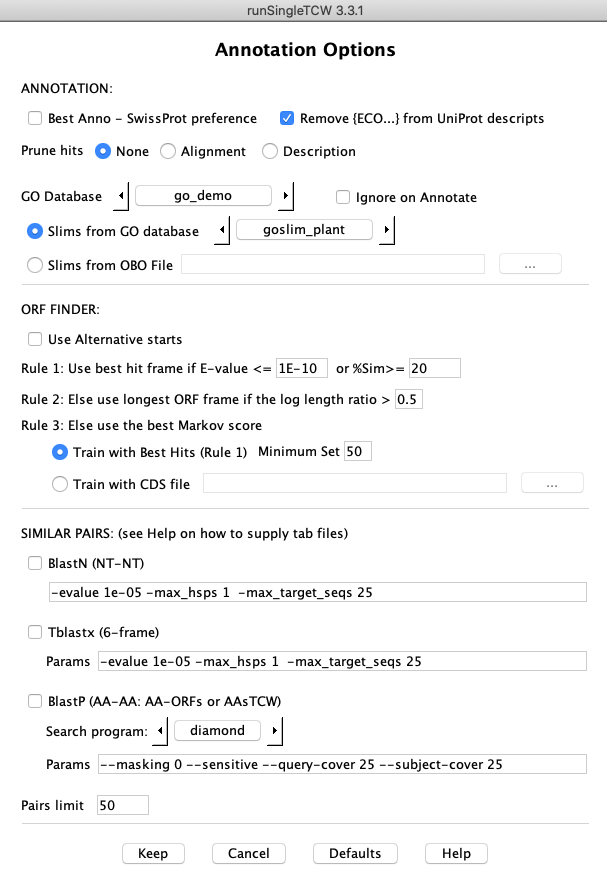 runSingleTCW 3.3.1
Annotation Options
ANNOTATION:
Best Anno - SwissProt preference Remove {ECO...} from UniProt descripts
Prune hits None Alignment Description
GO Database go_demo Ignore on Annotate
Slims from GO database goslim_plant
Slims from OBO File ...
ORF FINDER:
Use Alternative starts
Rule 1: Use best hit frame if E-value <= 1E-10 or %Sim>= 20
Rule 2: Else use longest ORF frame if the log length ratio > 0.5
Rule 3: Else use the best Markov score
Train with Best Hits (Rule 1) Minimum Set 50
Train with CDS file ...
SIMILAR PAIRS: (see Help on how to supply tab files)
BlastN (NT-NT)
-evalue 1e-05 -max_hsps 1  -max_target_seqs 25
Tblastx (6-frame)
Params -evalue 1e-05 -max_hsps 1  -max_target_seqs 25
BlastP (AA-AA: AA-ORFs or AAsTCW)
Search program: diamond
Params --masking 0 --sensitive --query-cover 25 --subject-cover 25
Pairs limit 50
Keep Cancel Defaults Help